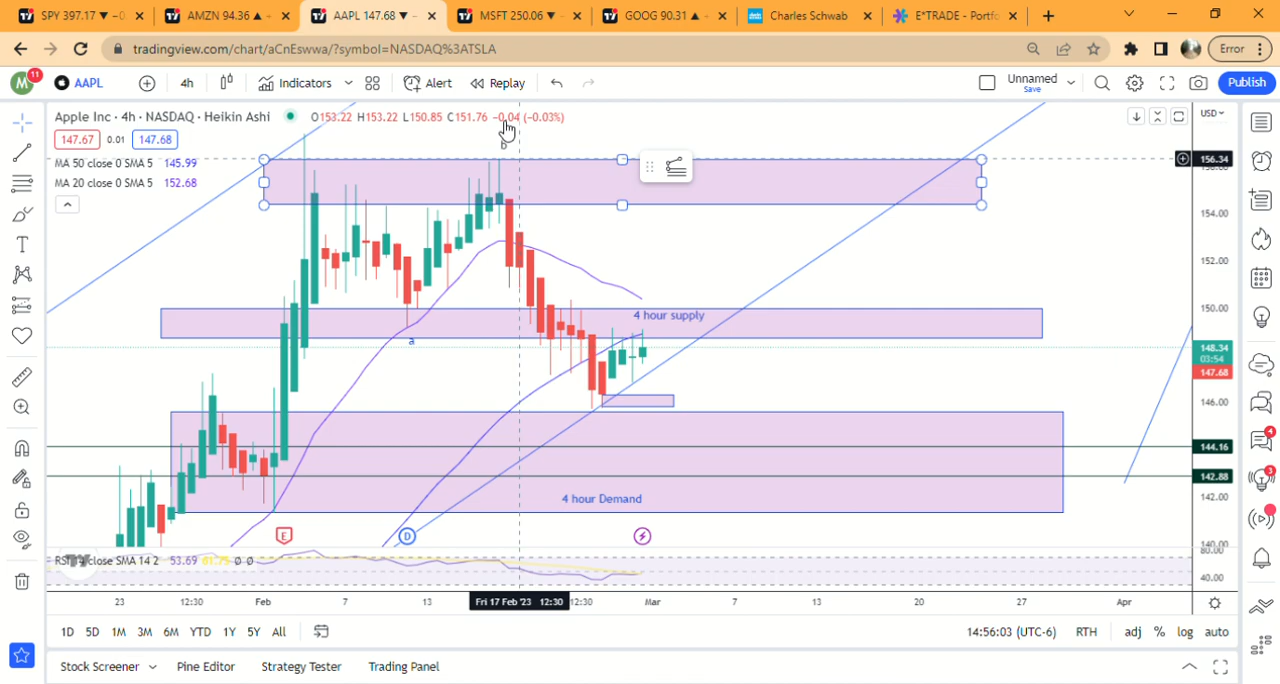 SPY 397.17 ▼ −0
AMZN 94.36 ▲ +
AAPL 147.68 ▼ −
MSFT 250.06 ▼ −
GOOG 90.31 ▲ +
Charles Schwab
E*TRADE - Portfo
tradingview.com/chart/aCnEswwa/?symbol=NASDAQ%3ATSLA
Error
M 11 AAPL 4h Indicators Alert Replay Unnamed Save Publish
Apple Inc · 4h · NASDAQ · Heikin Ashi O153.22 H153.22 L150.85 C151.76 −0.04 (−0.03%)
USD
147.67 0.01 147.68
MA 50 close 0 SMA 5 145.99
MA 20 close 0 SMA 5 152.68
b
156.34
154.00
152.00
150.00
4 hour supply
a
148.34
03:54
147.68
146.00
144.16
142.88
142.00
4 hour Demand
140.00
E D
80.00
close SMA 14 2 53.69 ∅ ∅
40.00
23 12:30 Feb 7 13 Fri 17 Feb '23 12:30 12:30 Mar 7 13 20 27 Apr
1D 5D 1M 3M 6M YTD 1Y 5Y All 14:56:03 (UTC-6) RTH adj % log auto
Stock Screener Pine Editor Strategy Tester Trading Panel
4
3